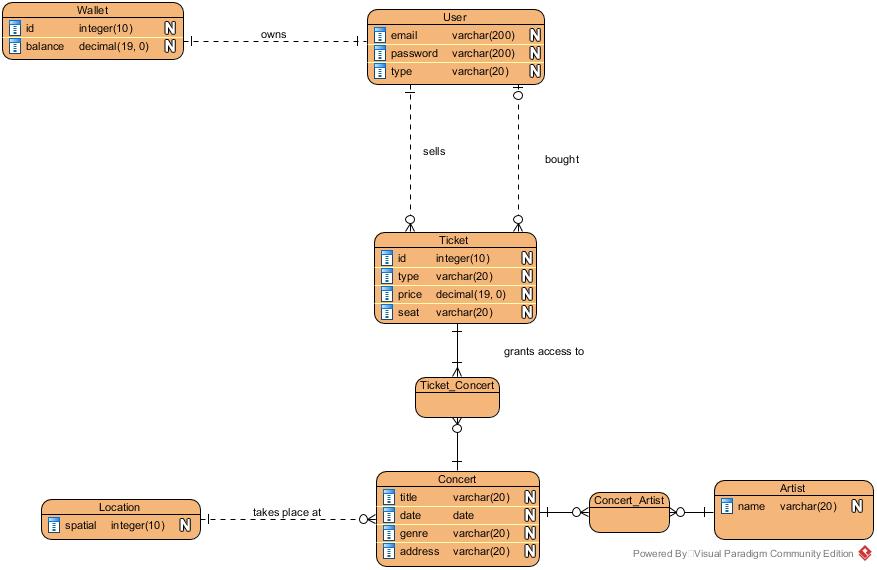 Wallet
id integer(10) N
balance decimal(19, 0) N
owns
User
email varchar(200) N
password varchar(200) N
type varchar(20) N
sells
bought
Ticket
id integer(10) N
type varchar(20) N
price decimal(19, 0) N
seat varchar(20) N
grants access to
Ticket_Concert
Location
spatial integer(10) N
takes place at
Concert
title varchar(20) N
date date N
genre varchar(20) N
address varchar(20) N
Concert_Artist
Artist
name varchar(20) N
Powered By Visual Paradigm Community Edition